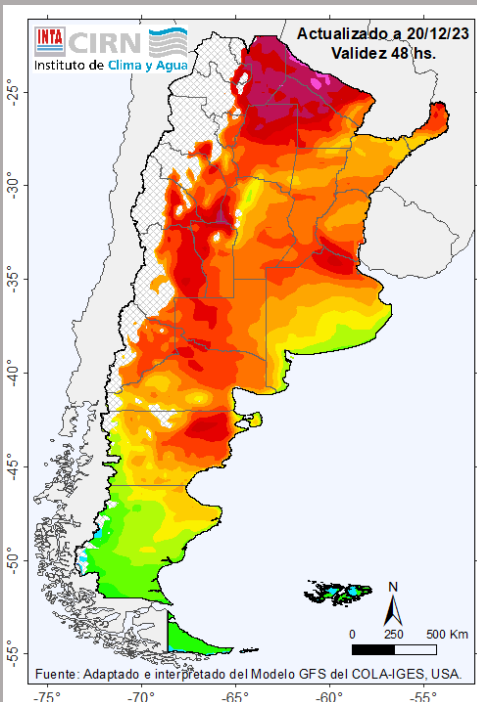 INTA CIRN
Instituto de Clima y Agua
Actualizado a 20/12/23
Validez 48 hs.
-25°
-30°
-35°
-40°
-45°
-50°
-55°
N
0 250 500 Km
Fuente: Adaptado e interpretado del Modelo GFS del COLA-IGES, USA.
-75° -70° -65° -60° -55°